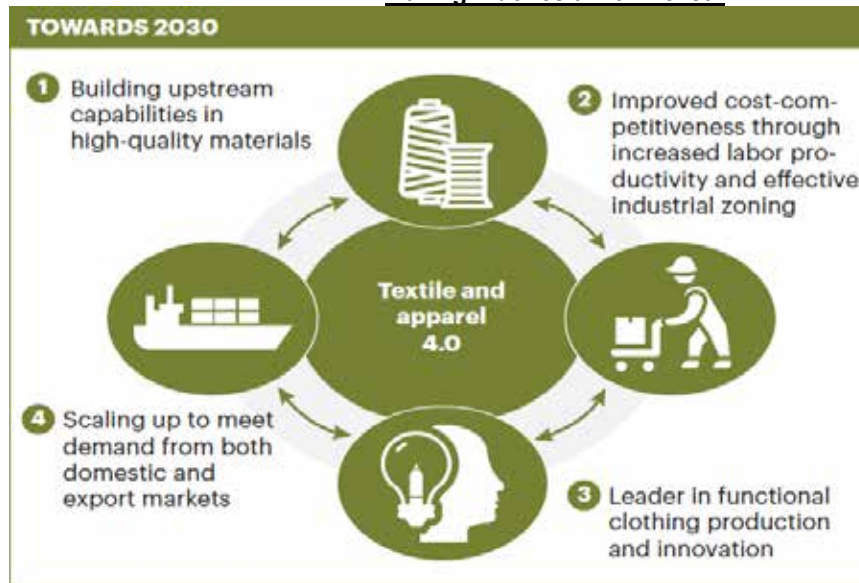 TOWARDS 2030
1 Building upstream
capabilities in
high-quality materials
2 Improved cost-com-
petitiveness through
increased labor pro-
ductivity and effective
industrial zoning
Textile and
apparel
4.0
3 Leader in functional
clothing production
and innovation
4 Scaling up to meet
demand from both
domestic and
export markets